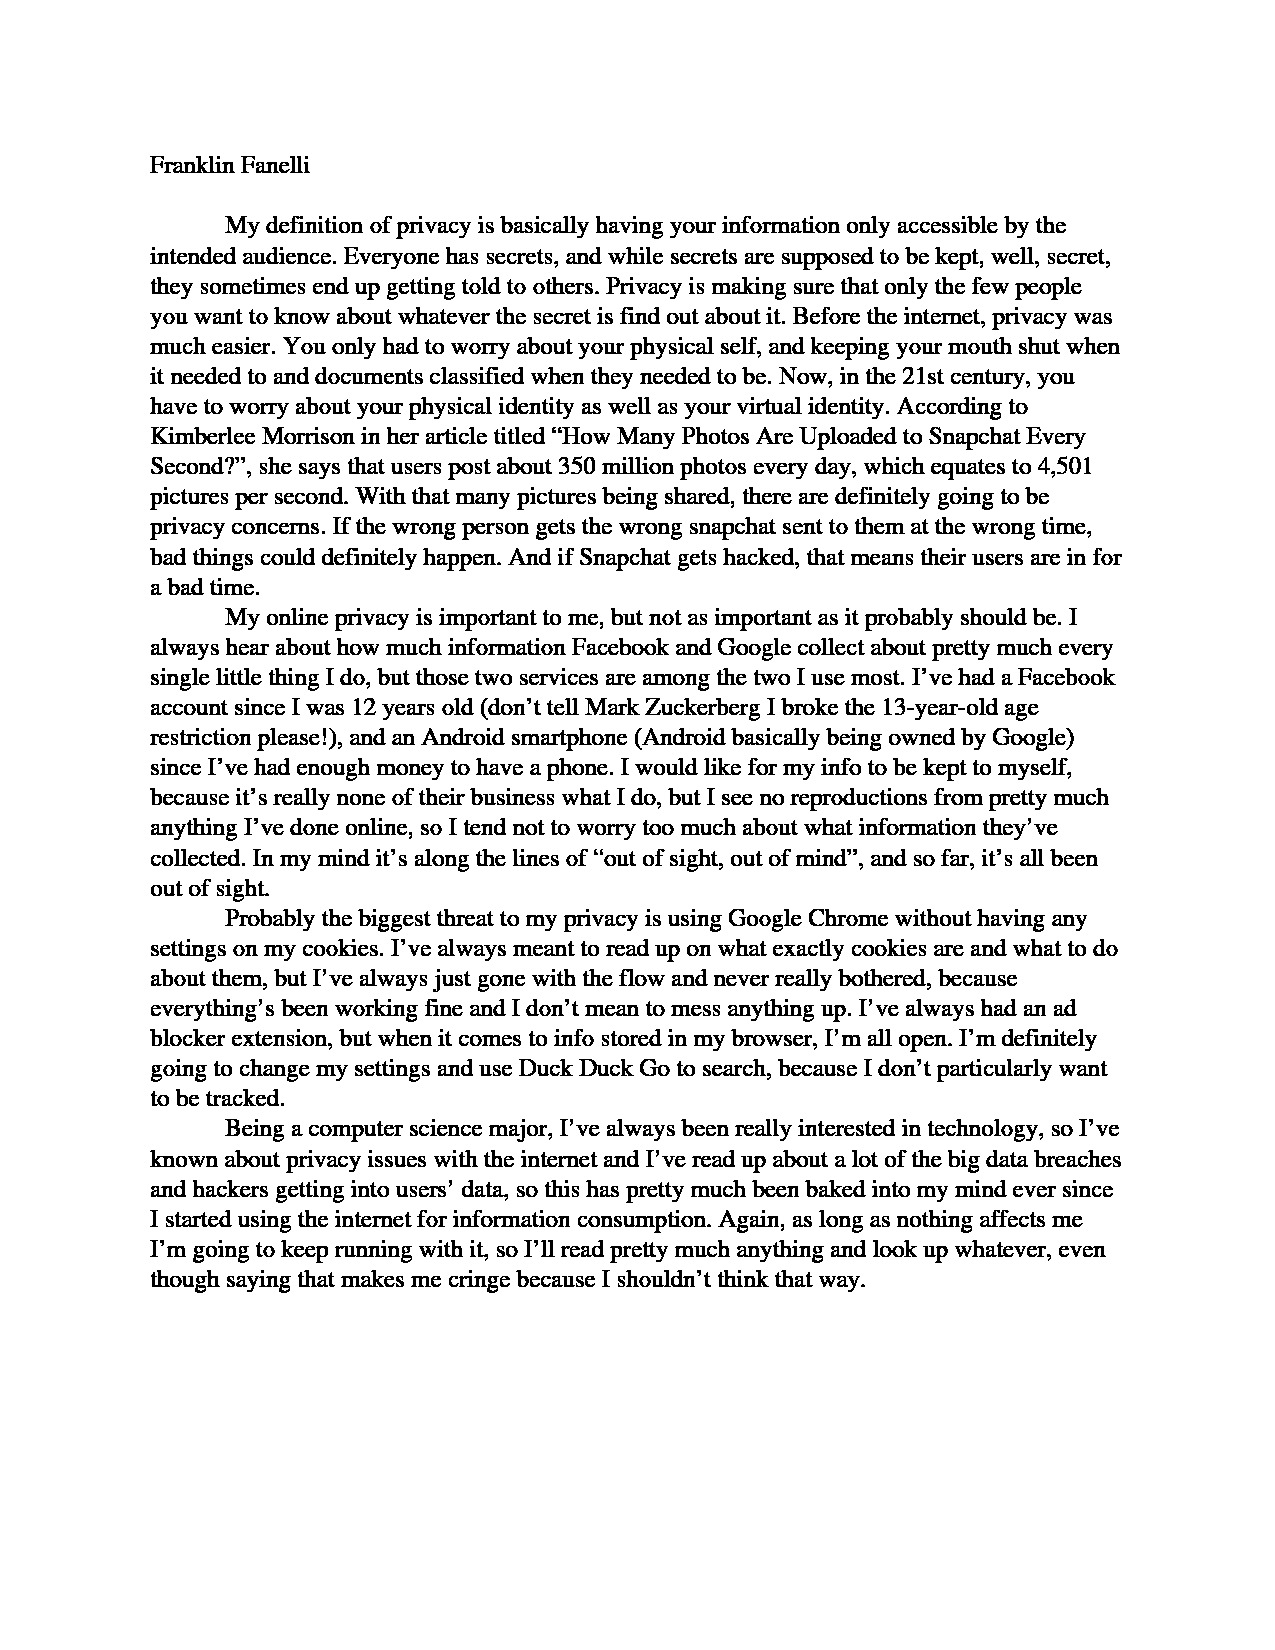 Franklin Fanelli
My definition of privacy is basically having your information only accessible by the
intended audience. Everyone has secrets, and while secrets are supposed to be kept, well, secret,
they sometimes end up getting told to others. Privacy is making sure that only the few people
you want to know about whatever the secret is find out about it. Before the internet, privacy was
much easier. You only had to worry about your physical self, and keeping your mouth shut when
it needed to and documents classified when they needed to be. Now, in the 21st century, you
have to worry about your physical identity as well as your virtual identity. According to
Kimberlee Morrison in her article titled “How Many Photos Are Uploaded to Snapchat Every
Second?”, she says that users post about 350 million photos every day, which equates to 4,501
pictures per second. With that many pictures being shared, there are definitely going to be
privacy concerns. If the wrong person gets the wrong snapchat sent to them at the wrong time,
bad things could definitely happen. And if Snapchat gets hacked, that means their users are in for
a bad time.
My online privacy is important to me, but not as important as it probably should be. I
always hear about how much information Facebook and Google collect about pretty much every
single little thing I do, but those two services are among the two I use most. I’ve had a Facebook
account since I was 12 years old (don’t tell Mark Zuckerberg I broke the 13-year-old age
restriction please!), and an Android smartphone (Android basically being owned by Google)
since I’ve had enough money to have a phone. I would like for my info to be kept to myself,
because it’s really none of their business what I do, but I see no reproductions from pretty much
anything I’ve done online, so I tend not to worry too much about what information they’ve
collected. In my mind it’s along the lines of “out of sight, out of mind”, and so far, it’s all been
out of sight.
Probably the biggest threat to my privacy is using Google Chrome without having any
settings on my cookies. I’ve always meant to read up on what exactly cookies are and what to do
about them, but I’ve always just gone with the flow and never really bothered, because
everything’s been working fine and I don’t mean to mess anything up. I’ve always had an ad
blocker extension, but when it comes to info stored in my browser, I’m all open. I’m definitely
going to change my settings and use Duck Duck Go to search, because I don’t particularly want
to be tracked.
Being a computer science major, I’ve always been really interested in technology, so I’ve
known about privacy issues with the internet and I’ve read up about a lot of the big data breaches
and hackers getting into users’ data, so this has pretty much been baked into my mind ever since
I started using the internet for information consumption. Again, as long as nothing affects me
I’m going to keep running with it, so I’ll read pretty much anything and look up whatever, even
though saying that makes me cringe because I shouldn’t think that way.